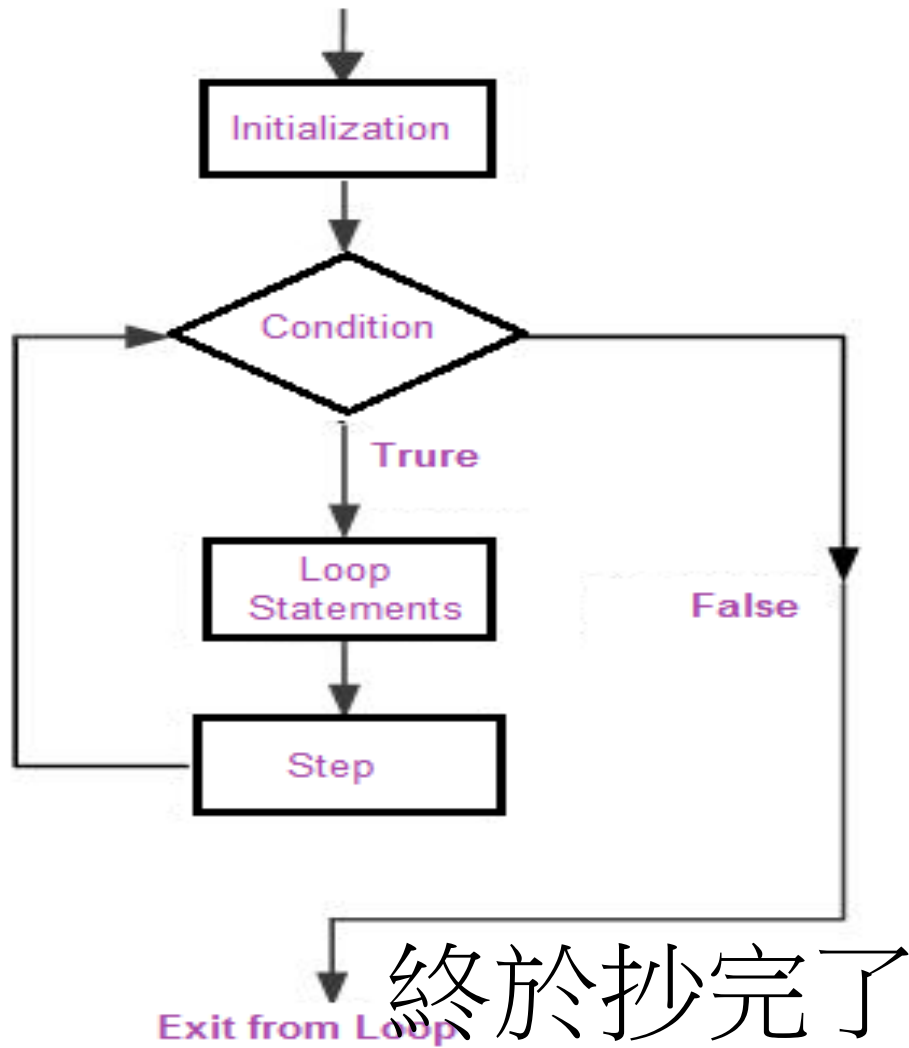 Initialization
Condition
Trure
Loop
Statements
False
Step
Exit from Loop
終於抄完了